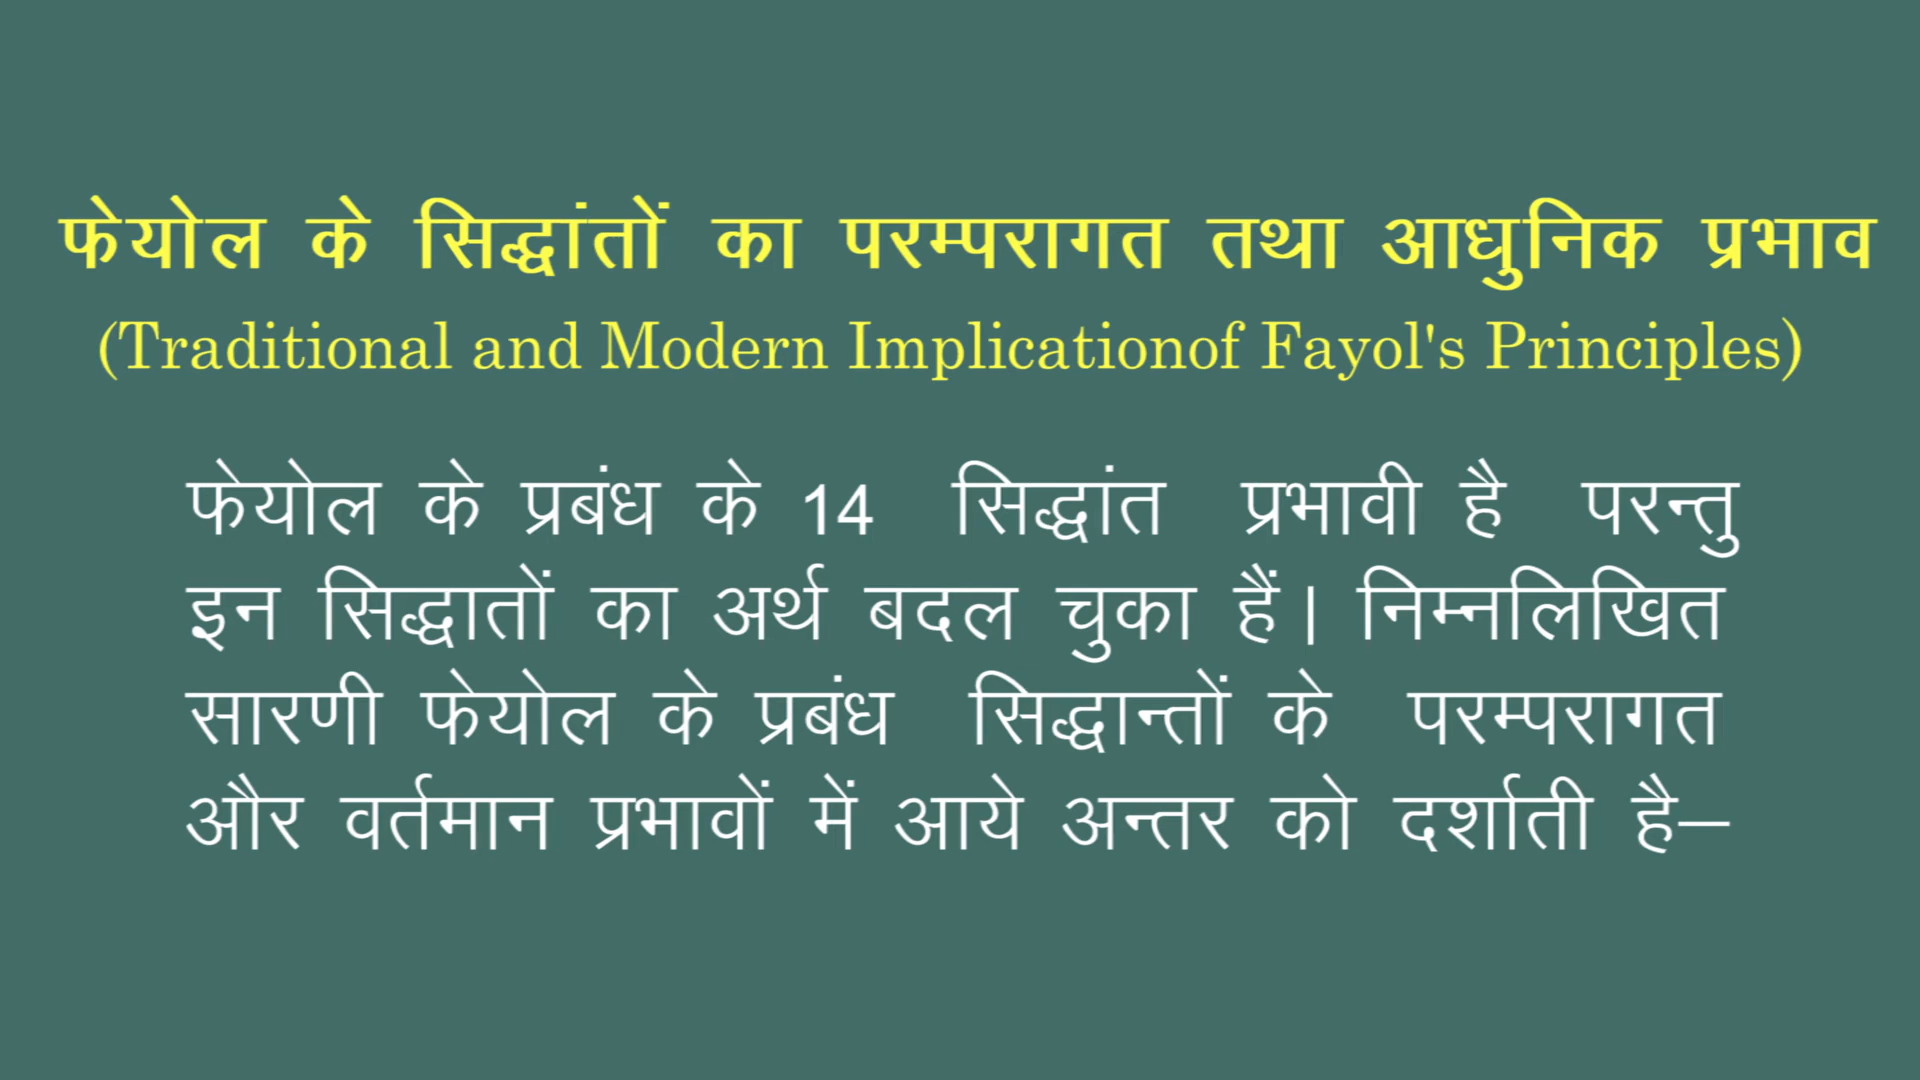 फेयोल के सिद्धांतों का परम्परागत तथा आधुनिक प्रभाव
(Traditional and Modern Implicationof Fayol's Principles)
फेयोल के प्रबंध के 14 सिद्धांत प्रभावी है परन्तु
इन सिद्धातों का अर्थ बदल चुका हैं। निम्नलिखित
सारणी फेयोल के प्रबंध सिद्धान्तों के परम्परागत
और वर्तमान प्रभावों में आये अन्तर को दर्शाती है–